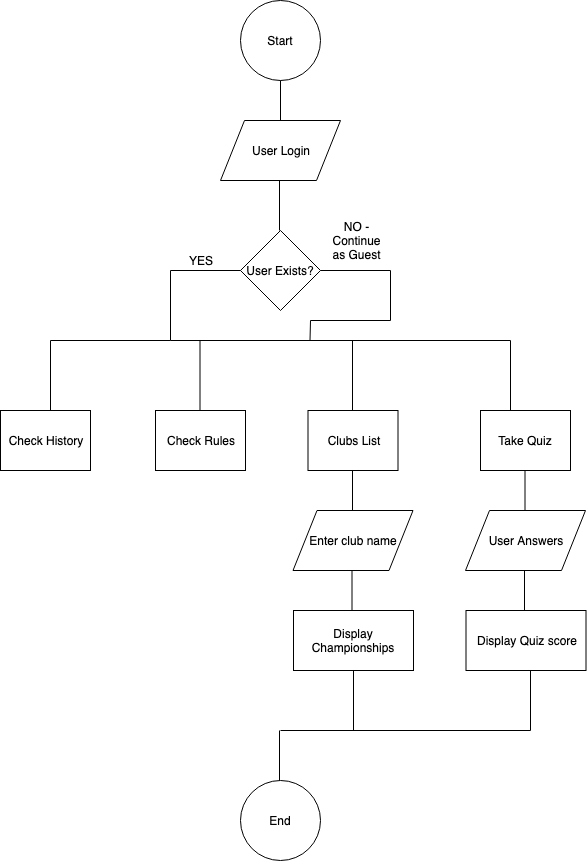 Start
User Login
NO -
Continue
as Guest
YES
User Exists?
Check History
Check Rules
Clubs List
Take Quiz
Enter club name
User Answers
Display
Championships
Display Quiz score
End